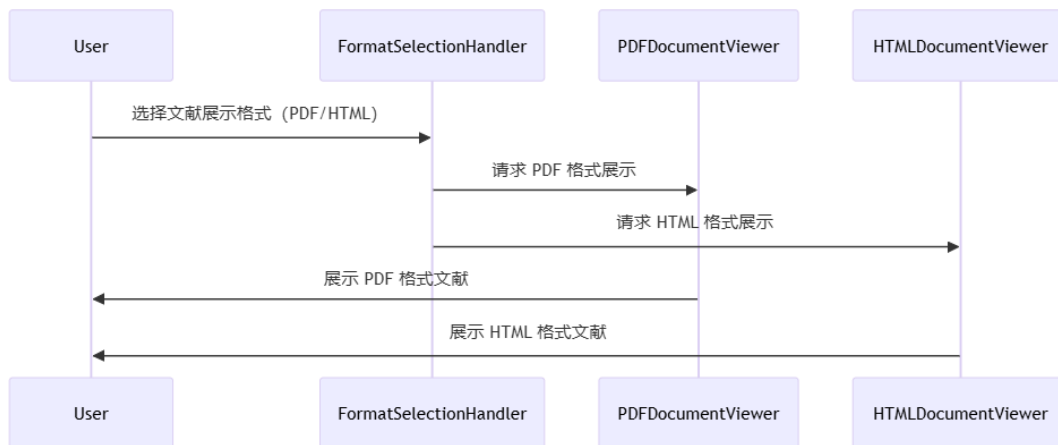 User
FormatSelectionHandler
PDFDocumentViewer
HTMLDocumentViewer
选择文献展示格式 (PDF/HTML)
请求 PDF 格式展示
请求 HTML 格式展示
展示 PDF 格式文献
展示 HTML 格式文献
User
FormatSelectionHandler
PDFDocumentViewer
HTMLDocumentViewer